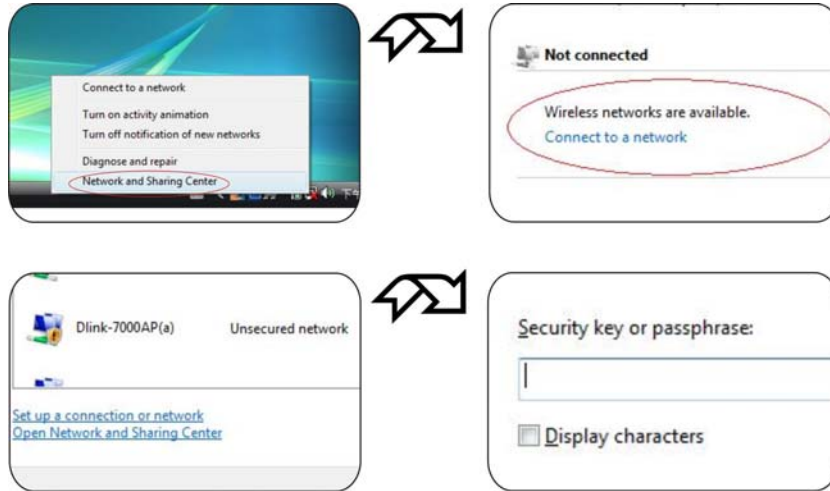 Connect to a network
Turn on activity animation
Turn off notification of new networks
Diagnose and repair
Network and Sharing Center
下午
Not connected
Wireless networks are available.
Connect to a network
Dlink-7000AP(a) Unsecured network
Set up a connection or network
Open Network and Sharing Center
Security key or passphrase:
Display characters